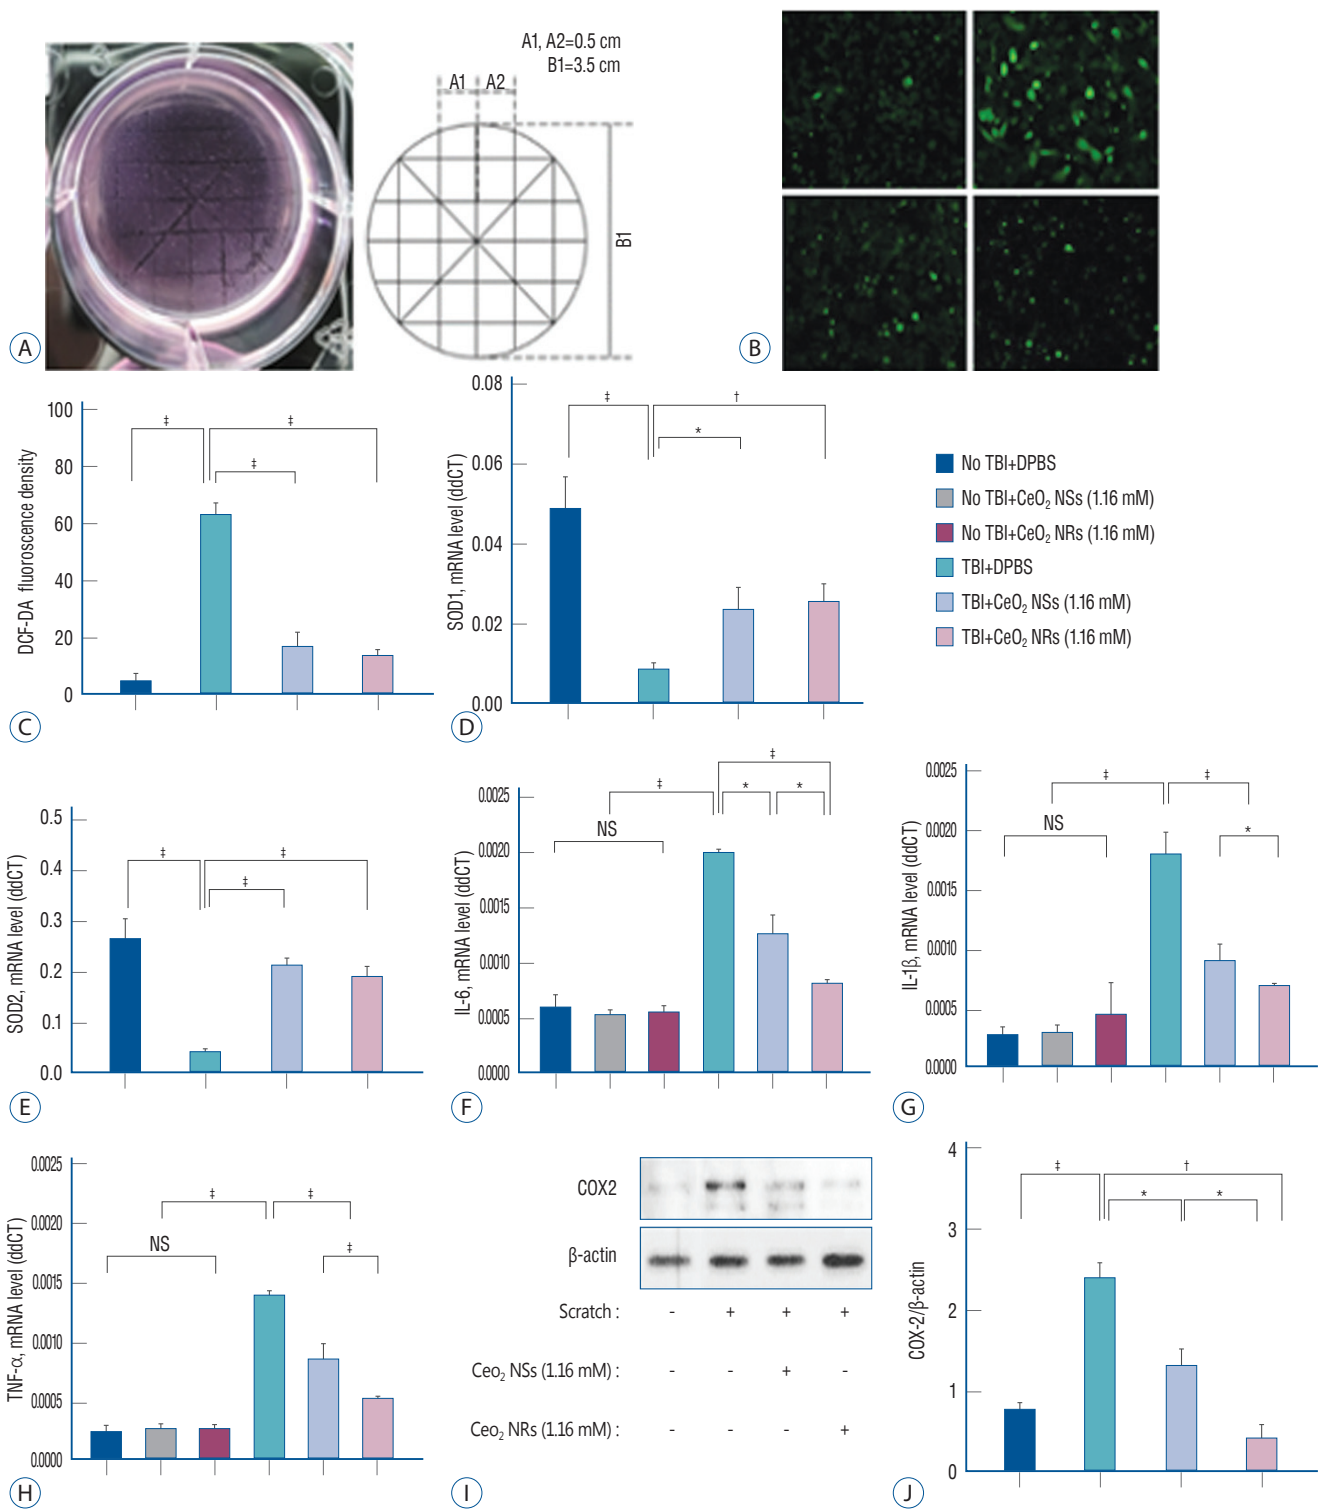 A1, A2=0.5 cm
B1=3.5 cm
A1
A2
B1
A
B
100
80
60
40
20
0
DCF-DA fluoroscence density
‡
‡
‡
C
0.08
0.06
0.04
0.02
0.00
SOD1, mRNA level (ddCT)
‡
†
*
D
No TBI+DPBS
No TBI+CeO₂ NSs (1.16 mM)
No TBI+CeO₂ NRs (1.16 mM)
TBI+DPBS
TBI+CeO₂ NSs (1.16 mM)
TBI+CeO₂ NRs (1.16 mM)
0.5
0.4
0.3
0.2
0.1
0.0
SOD2, mRNA level (ddCT)
‡
‡
‡
E
0.0025
0.0020
0.0015
0.0010
0.0005
0.0000
IL-6, mRNA level (ddCT)
NS
‡
‡
*
*
F
0.0025
0.0020
0.0015
0.0010
0.0005
0.0000
IL-1β, mRNA level (ddCT)
NS
‡
‡
*
G
0.0025
0.0020
0.0015
0.0010
0.0005
0.0000
TNF-α, mRNA level (ddCT)
NS
‡
‡
‡
H
COX2
β-actin
Scratch : - + + +
Ceo₂ NSs (1.16 mM) : - - + -
Ceo₂ NRs (1.16 mM) : - - - +
I
4
3
2
1
0
COX-2/β-actin
‡
†
*
*
J